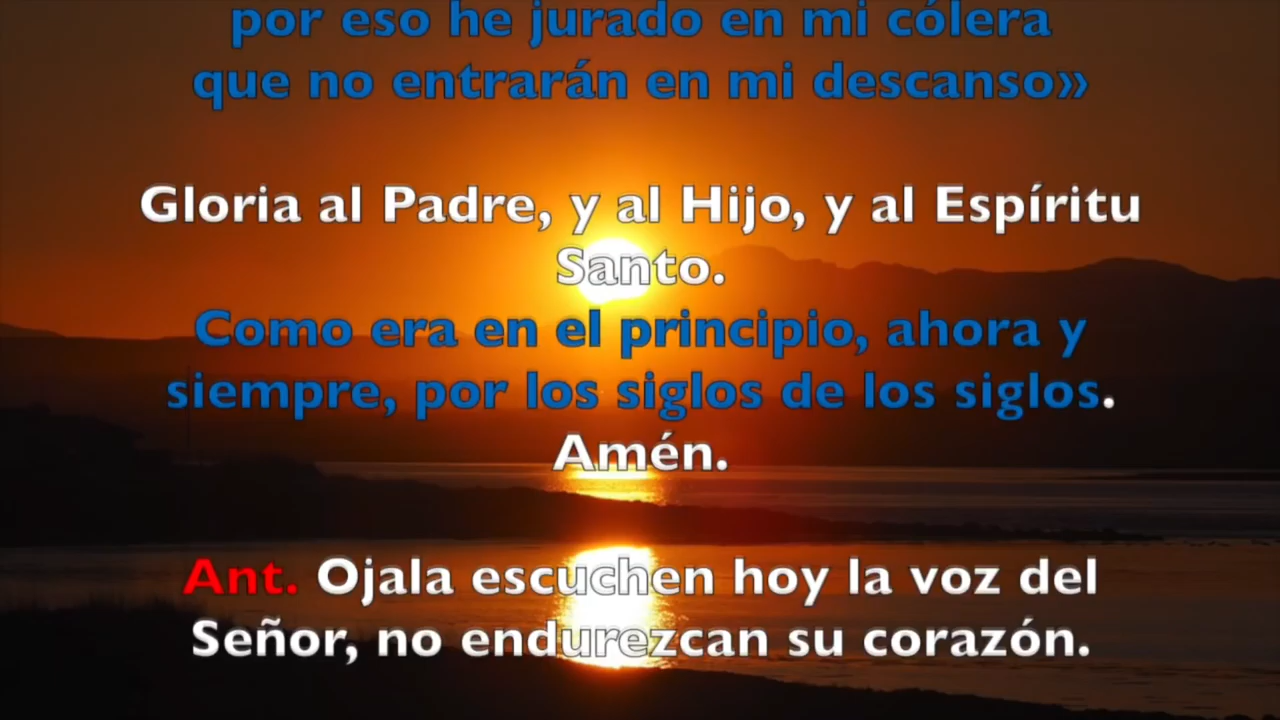 por eso he jurado en mi cólera
que no entrarán en mi descanso»
Gloria al Padre, y al Hijo, y al Espíritu
Santo.
Como era en el principio, ahora y
siempre, por los siglos de los siglos.
Amén.
Ant. Ojala escuchen hoy la voz del
Señor, no endurezcan su corazón.